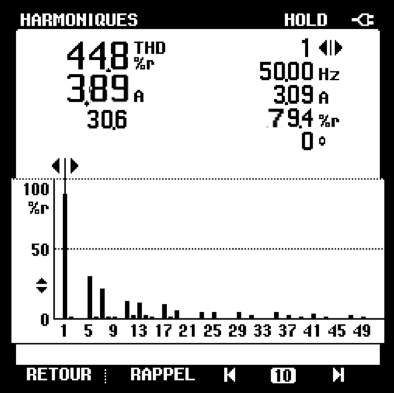 HARMONIQUES HOLD
44.8 THD %r 1
50.00 Hz
3.89 A 3.09 A
30.6 79.4 %r
0 °
100
%r
50
0
1 5 9 13 17 21 25 29 33 37 41 45 49
RETOUR RAPPEL 10